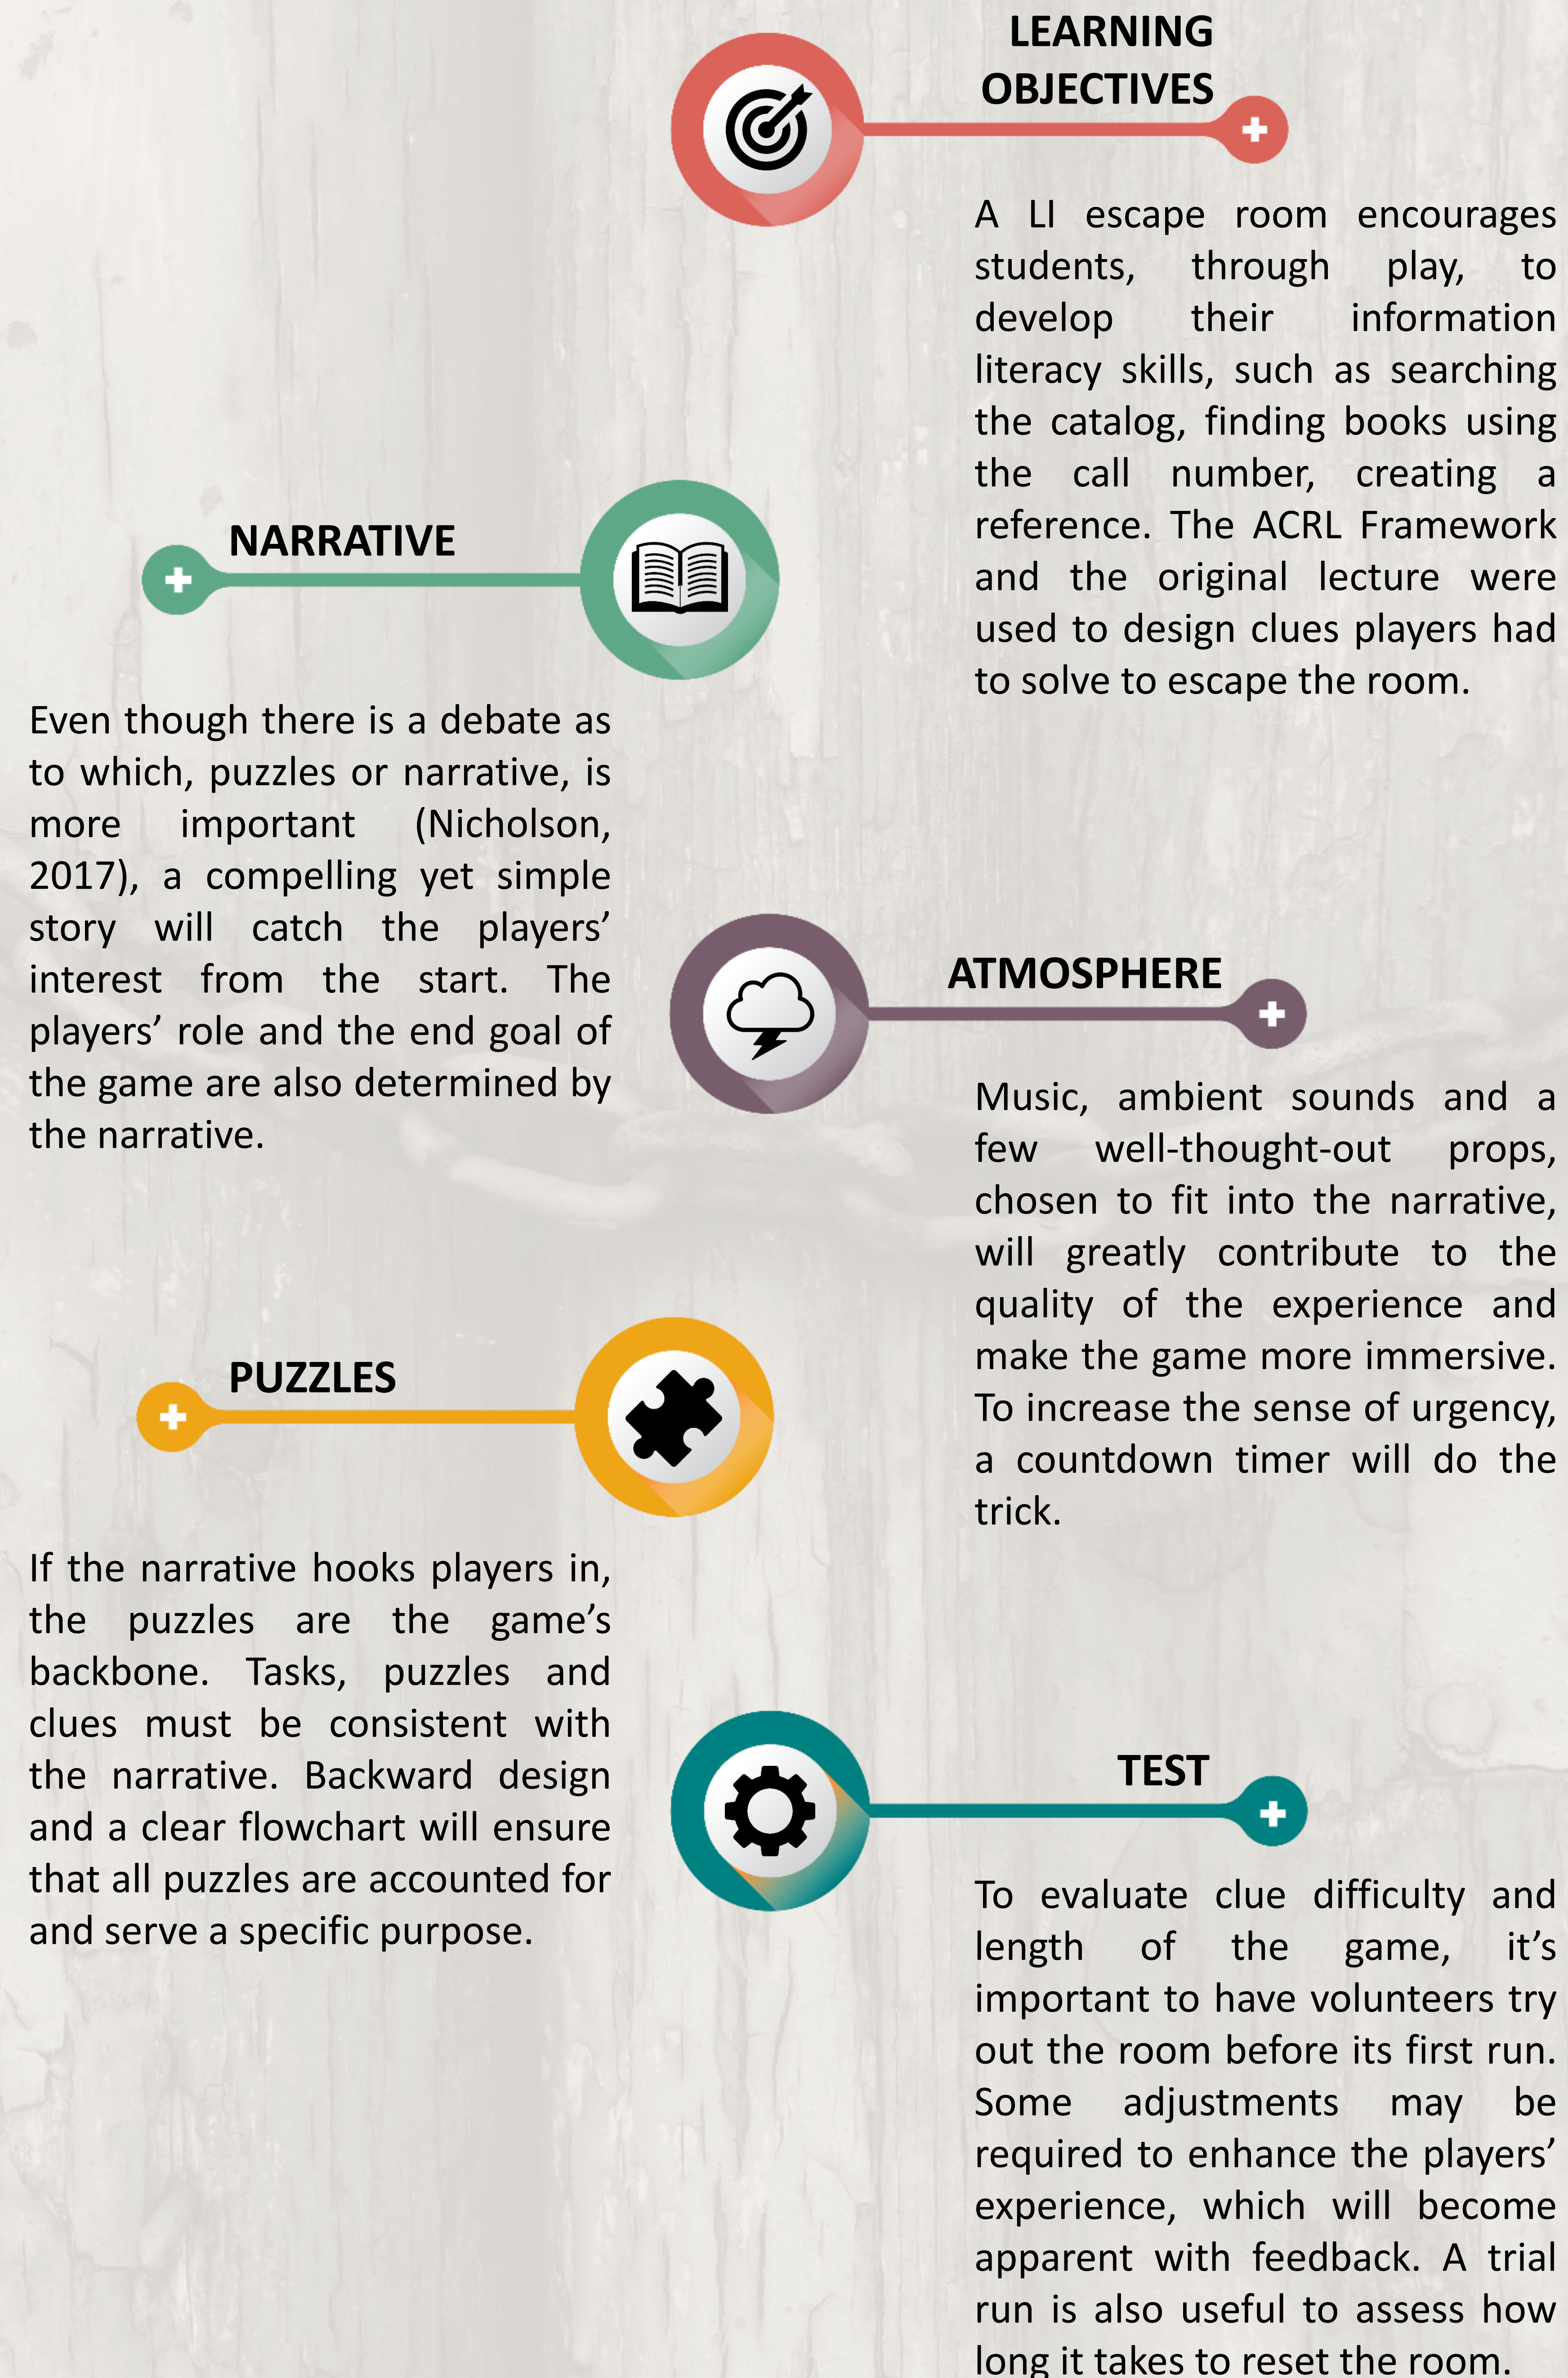 LEARNING
OBJECTIVES
A LI escape room encourages
students, through play, to
develop their information
literacy skills, such as searching
the catalog, finding books using
the call number, creating a
reference. The ACRL Framework
and the original lecture were
used to design clues players had
to solve to escape the room.
NARRATIVE
Even though there is a debate as
to which, puzzles or narrative, is
more important (Nicholson,
2017), a compelling yet simple
story will catch the players’
interest from the start. The
players’ role and the end goal of
the game are also determined by
the narrative.
ATMOSPHERE
Music, ambient sounds and a
few well-thought-out props,
chosen to fit into the narrative,
will greatly contribute to the
quality of the experience and
make the game more immersive.
To increase the sense of urgency,
a countdown timer will do the
trick.
PUZZLES
If the narrative hooks players in,
the puzzles are the game’s
backbone. Tasks, puzzles and
clues must be consistent with
the narrative. Backward design
and a clear flowchart will ensure
that all puzzles are accounted for
and serve a specific purpose.
TEST
To evaluate clue difficulty and
length of the game, it’s
important to have volunteers try
out the room before its first run.
Some adjustments may be
required to enhance the players’
experience, which will become
apparent with feedback. A trial
run is also useful to assess how
long it takes to reset the room.